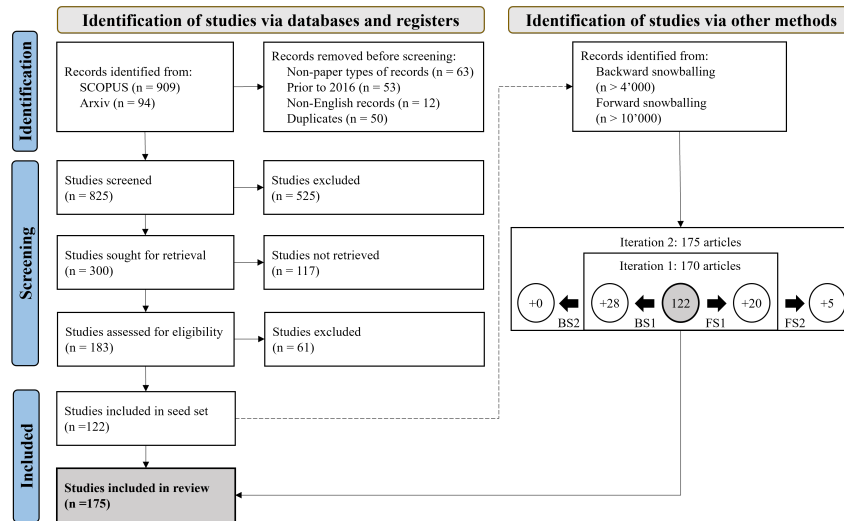 Identification of studies via databases and registers
Identification of studies via other methods
Identification
Records identified from:
SCOPUS (n = 909)
Arxiv (n = 94)
Records removed before screening:
Non-paper types of records (n = 63)
Prior to 2016 (n = 53)
Non-English records (n = 12)
Duplicates (n = 50)
Records identified from:
Backward snowballing
(n > 4’000)
Forward snowballing
(n > 10’000)
Screening
Studies screened
(n = 825)
Studies excluded
(n = 525)
Studies sought for retrieval
(n = 300)
Studies not retrieved
(n = 117)
Studies assessed for eligibility
(n = 183)
Studies excluded
(n = 61)
Iteration 2: 175 articles
Iteration 1: 170 articles
+0
+28
122
+20
+5
BS2
BS1
FS1
FS2
Included
Studies included in seed set
(n =122)
Studies included in review
(n =175)